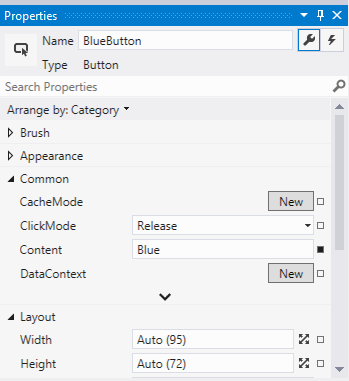 Properties
Name BlueButton
Type Button
Search Properties
Arrange by: Category
Brush
Appearance
Common
CacheMode New
ClickMode Release
Content Blue
DataContext New
Layout
Width Auto (95)
Height Auto (72)